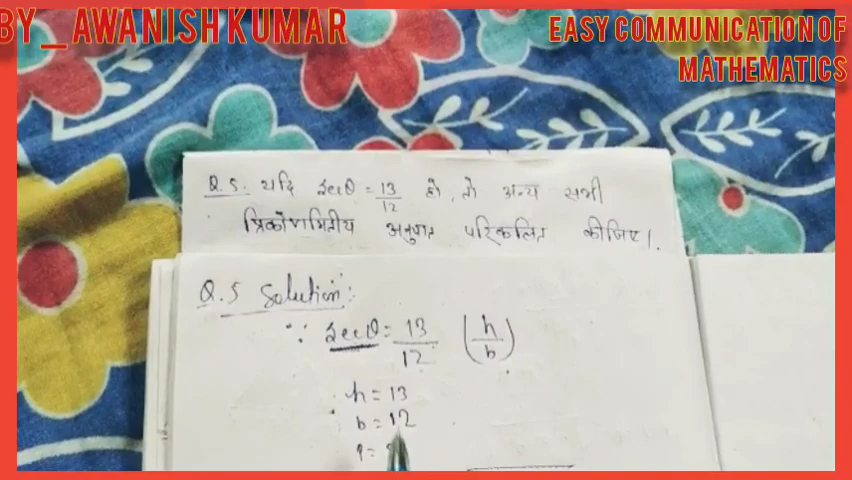 BY_ AWANISH KUMAR
EASY COMMUNICATION OF
MATHEMATICS
Q.5. यदि secθ = 13/12 हो, तो अन्य सभी
त्रिकोणमितीय अनुपात परिकलित कीजिए।
Q.5 Solution:
∵ secθ = 13/12 (h/b)
h = 13
b = 12
P =